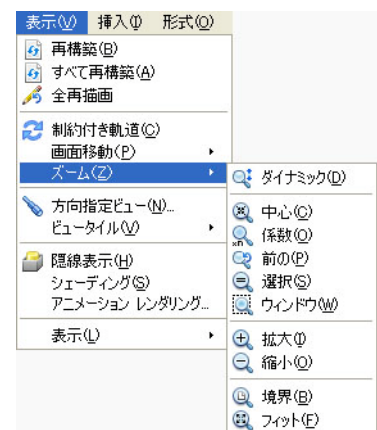 表示(V) 挿入(I) 形式(O)
再構築(B)
すべて再構築(A)
全再描画
制約付き軌道(C)
画面移動(P)
ズーム(Z)
方向指定ビュー(N)...
ビュータイル(V)
隠線表示(H)
シェーディング(S)
アニメーション レンダリング...
表示(L)
ダイナミック(D)
中心(C)
係数(O)
前の(P)
選択(S)
ウィンドウ(W)
拡大(I)
縮小(O)
境界(B)
フィット(F)